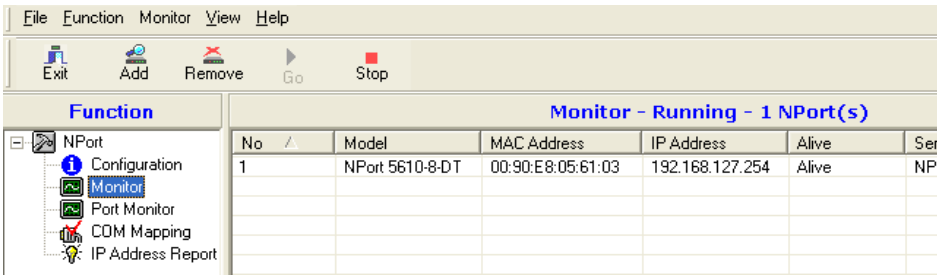 File Function Monitor View Help
Exit Add Remove Go Stop
Function Monitor - Running - 1 NPort(s)
NPort No Model MAC Address IP Address Alive Ser
Configuration 1 NPort 5610-8-DT 00:90:E8:05:61:03 192.168.127.254 Alive NP
Monitor
Port Monitor
COM Mapping
IP Address Report